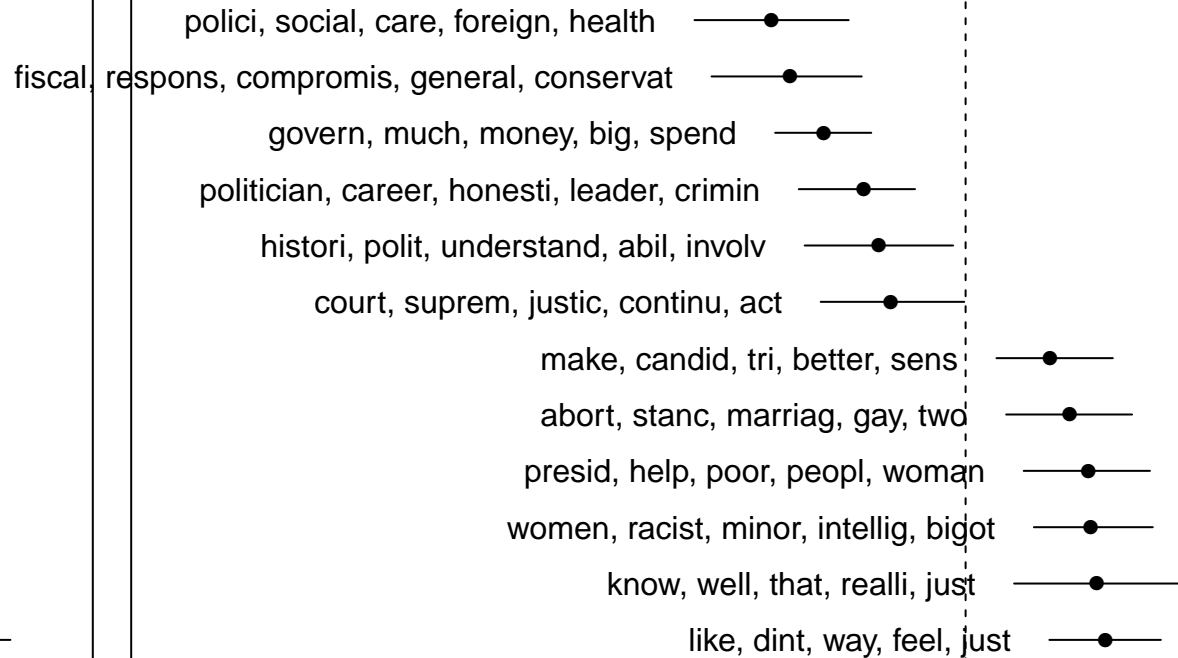 polici, social, care, foreign, health
fiscal, respons, compromis, general, conservat
govern, much, money, big, spend
politician, career, honesti, leader, crimin
histori, polit, understand, abil, involv
court, suprem, justic, continu, act
make, candid, tri, better, sens
abort, stanc, marriag, gay, two
presid, help, poor, peopl, woman
women, racist, minor, intellig, bigot
know, well, that, realli, just
like, dint, way, feel, just